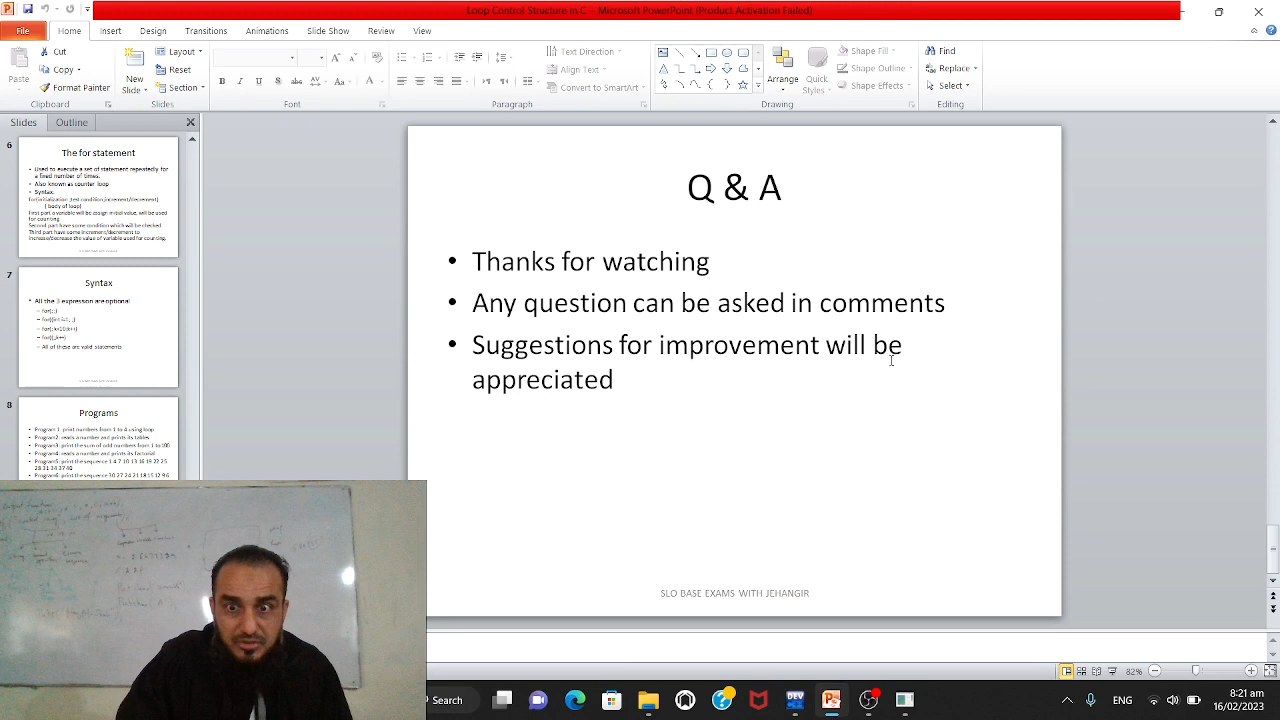 Loop Control Structure in C - Microsoft PowerPoint (Product Activation Failed)
File Home Insert Design Transitions Animations Slide Show Review View
Paste
Cut
Copy
Format Painter
Clipboard
New Slide
Layout
Reset
Section
Slides
Font
Text Direction
Align Text
Convert to SmartArt
Paragraph
Arrange
Quick Styles
Shape Fill
Shape Outline
Shape Effects
Drawing
Find
Replace
Select
Editing
Slides Outline
6
The for statement
• Used to execute a set of statement repeatedly for
a fixed number of times.
• Also known as counter loop
• Syntax:
for(initialization ;test condition;increment/decrement)
{ body of loop}
First part a variable will be assign initial value, will be used
for counting
Second part have some condition which will be checked
Third part have some increment/decrement to
increase/decrease the value of variable used for counting.
7
Syntax
• All the 3 expression are optional
– for(;;)
– for(int i=1; ;)
– for(;k<10;k++)
– for(;;k++)
– All of these are valid statements
8
Programs
• Program 1: print numbers from 1 to 4 using loop
• Program2: reads a number and prints its tables
• Program3: print the sum of odd numbers from 1 to 100
• Program4: reads a number and prints its factorial
• Program5: print the sequence 1 4 7 10 13 16 19 22 25
28 31 34 37 40
• Program6: print the sequence 30 27 24 21 18 15 12 9 6
Q & A
• Thanks for watching
• Any question can be asked in comments
• Suggestions for improvement will be
appreciated
SLO BASE EXAMS WITH JEHANGIR
82%
Search
DEV
ENG
8:21 am